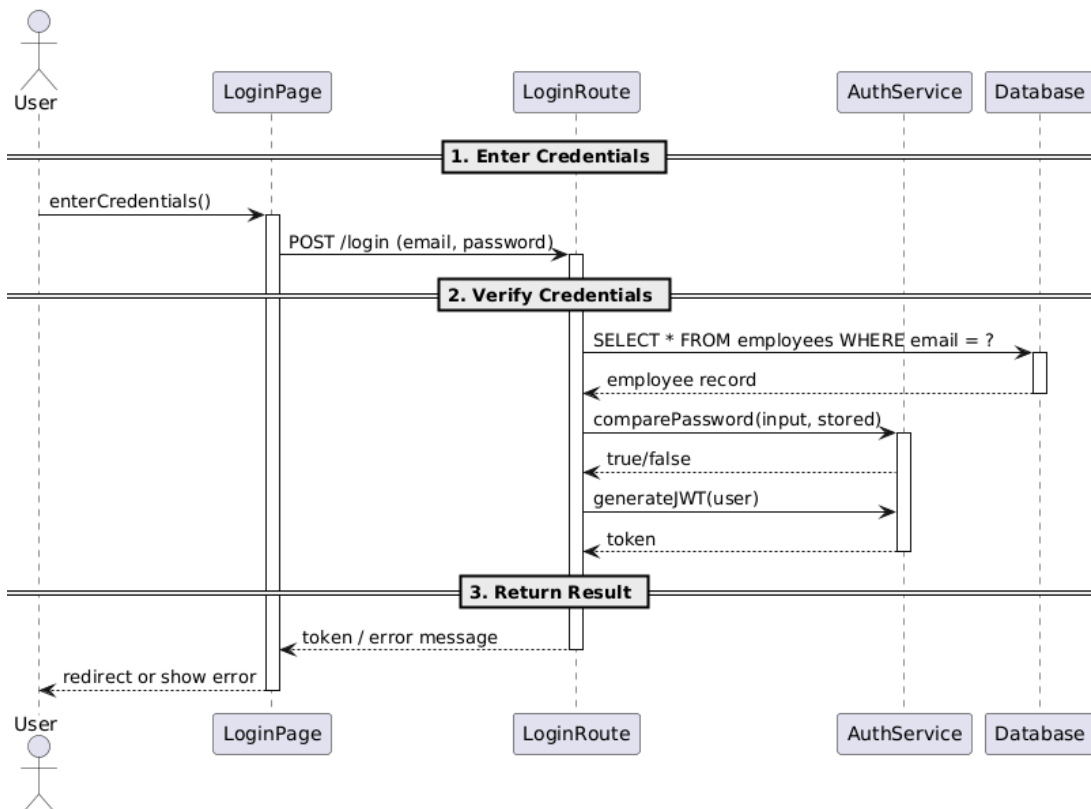 User
LoginPage
LoginRoute
AuthService
Database
1. Enter Credentials
enterCredentials()
POST /login (email, password)
2. Verify Credentials
SELECT * FROM employees WHERE email = ?
employee record
comparePassword(input, stored)
true/false
generateJWT(user)
token
3. Return Result
token / error message
redirect or show error
User
LoginPage
LoginRoute
AuthService
Database